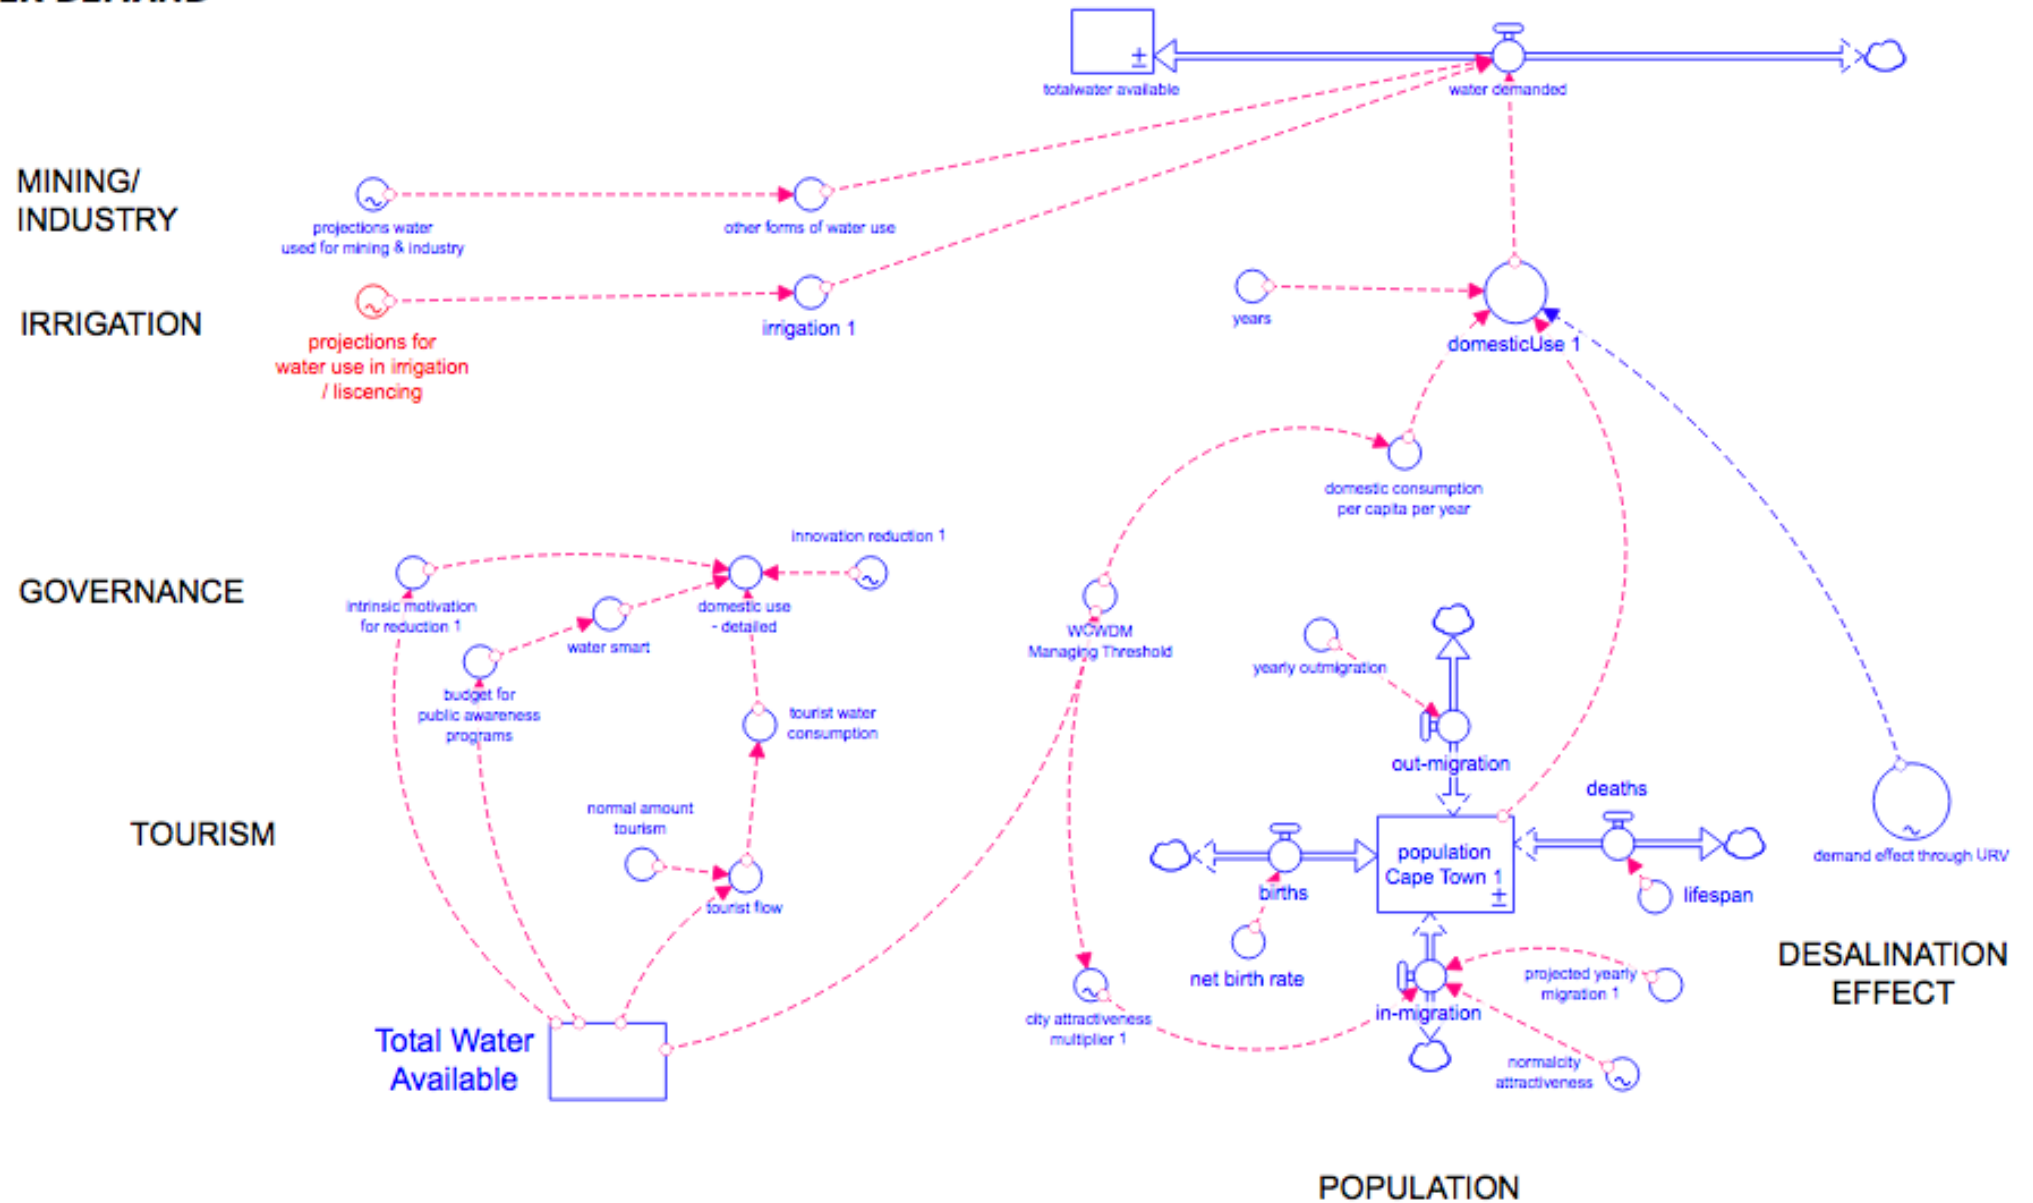 ER DEMAND
totalwater available
water demanded
MINING/
INDUSTRY
projections water
used for mining & industry
other forms of water use
IRRIGATION
projections for
water use in irrigation
/ liscencing
irrigation 1
years
domesticUse 1
domestic consumption
per capita per year
GOVERNANCE
intrinsic motivation
for reduction 1
innovation reduction 1
domestic use
- detailed
water smart
budget for
public awareness
programs
WCWDM
Managing Threshold
yearly outmigration
tourist water
consumption
out-migration
TOURISM
normal amount
tourism
tourist flow
births
population
Cape Town 1
deaths
lifespan
demand effect through URV
net birth rate
DESALINATION
EFFECT
Total Water
Available
city attractiveness
multiplier 1
in-migration
projected yearly
migration 1
normalcity
attractiveness
POPULATION